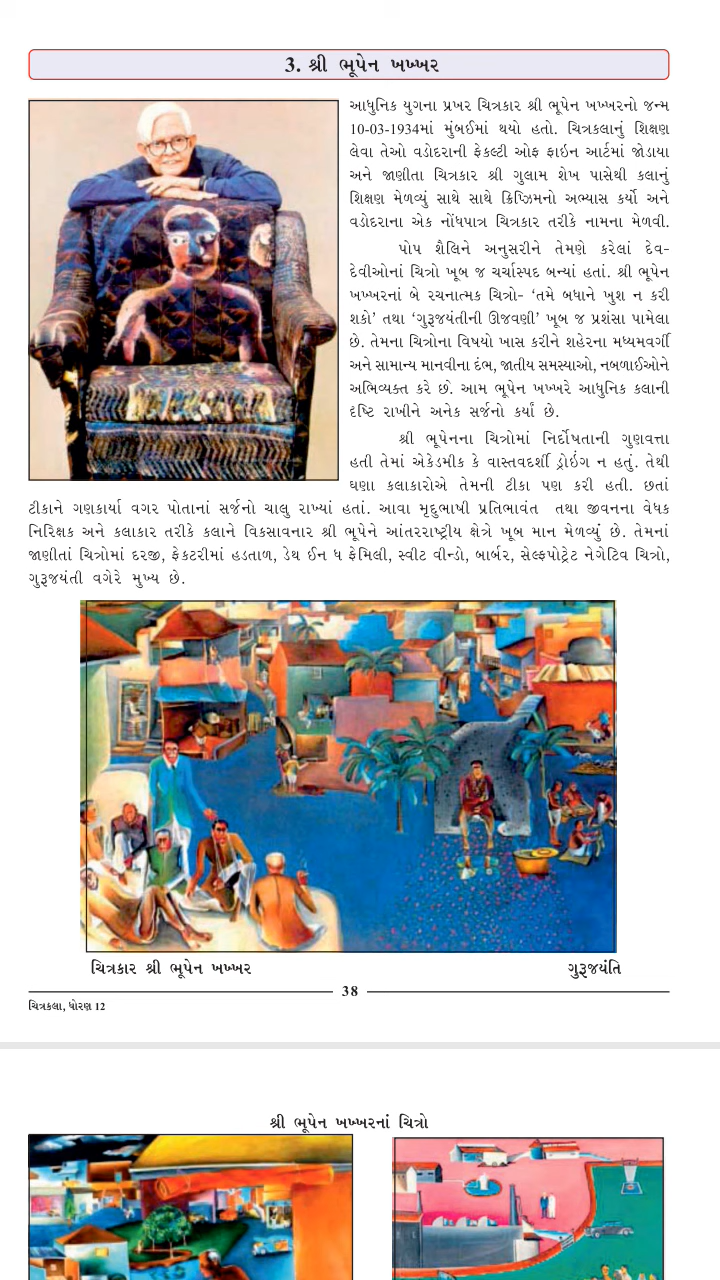 3. શ્રી ભૂપેન ખખ્ખર
આધુનિક યુગના પ્રખર ચિત્રકાર શ્રી ભૂપેન ખખ્ખરનો જન્મ
10-03-1934માં મુંબઈમાં થયો હતો. ચિત્રકલાનું શિક્ષણ
લેવા તેઓ વડોદરાની ફેકલ્ટી ઓફ ફાઇન આર્ટમાં જોડાયા
અને જાણીતા ચિત્રકાર શ્રી ગુલામ શેખ પાસેથી કલાનું
શિક્ષણ મેળવ્યું સાથે સાથે ક્રિષ્ઝિમનો અભ્યાસ કર્યો અને
વડોદરાના એક નોંધપાત્ર ચિત્રકાર તરીકે નામના મેળવી.
પોપ શૈલિને અનુસરીને તેમણે કરેલાં દેવ-
દેવીઓનાં ચિત્રો ખૂબ જ ચર્ચાસ્પદ બન્યાં હતાં. શ્રી ભૂપેન
ખખ્ખરનાં બે રચનાત્મક ચિત્રો- ‘તમે બધાને ખુશ ન કરી
શકો’ તથા ‘ગુરૂજયંતીની ઊજવણી’ ખૂબ જ પ્રશંસા પામેલા
છે. તેમના ચિત્રોના વિષયો ખાસ કરીને શહેરના મધ્યમવર્ગી
અને સામાન્ય માનવીના દંભ, જાતીય સમસ્યાઓ, નબળાઈઓને
અભિવ્યક્ત કરે છે. આમ ભૂપેન ખખ્ખરે આધુનિક કલાની
દૃષ્ટિ રાખીને અનેક સર્જનો કર્યાં છે.
શ્રી ભૂપેનના ચિત્રોમાં નિર્દોષતાની ગુણવત્તા
હતી તેમાં એકેડમીક કે વાસ્તવદર્શી ડ્રોઇંગ ન હતું. તેથી
ઘણા કલાકારોએ તેમની ટીકા પણ કરી હતી. છતાં
ટીકાને ગણકાર્યા વગર પોતાનાં સર્જનો ચાલુ રાખ્યાં હતાં. આવા મૃદુભાષી પ્રતિભાવંત તથા જીવનના વેધક
નિરિક્ષક અને કલાકાર તરીકે કલાને વિકસાવનાર શ્રી ભૂપેને આંતરરાષ્ટ્રીય ક્ષેત્રે ખૂબ માન મેળવ્યું છે. તેમનાં
જાણીતાં ચિત્રોમાં દરજી, ફેકટરીમાં હડતાળ, ડેથ ઈન ધ ફેમિલી, સ્વીટ વીન્ડો, બાર્બર, સેલ્ફપોટ્રેટ નેગેટિવ ચિત્રો,
ગુરૂજયંતી વગેરે મુખ્ય છે.
ચિત્રકાર શ્રી ભૂપેન ખખ્ખર
ગુરૂજયંતિ
38
ચિત્રકલા, ધોરણ 12
શ્રી ભૂપેન ખખ્ખરનાં ચિત્રો